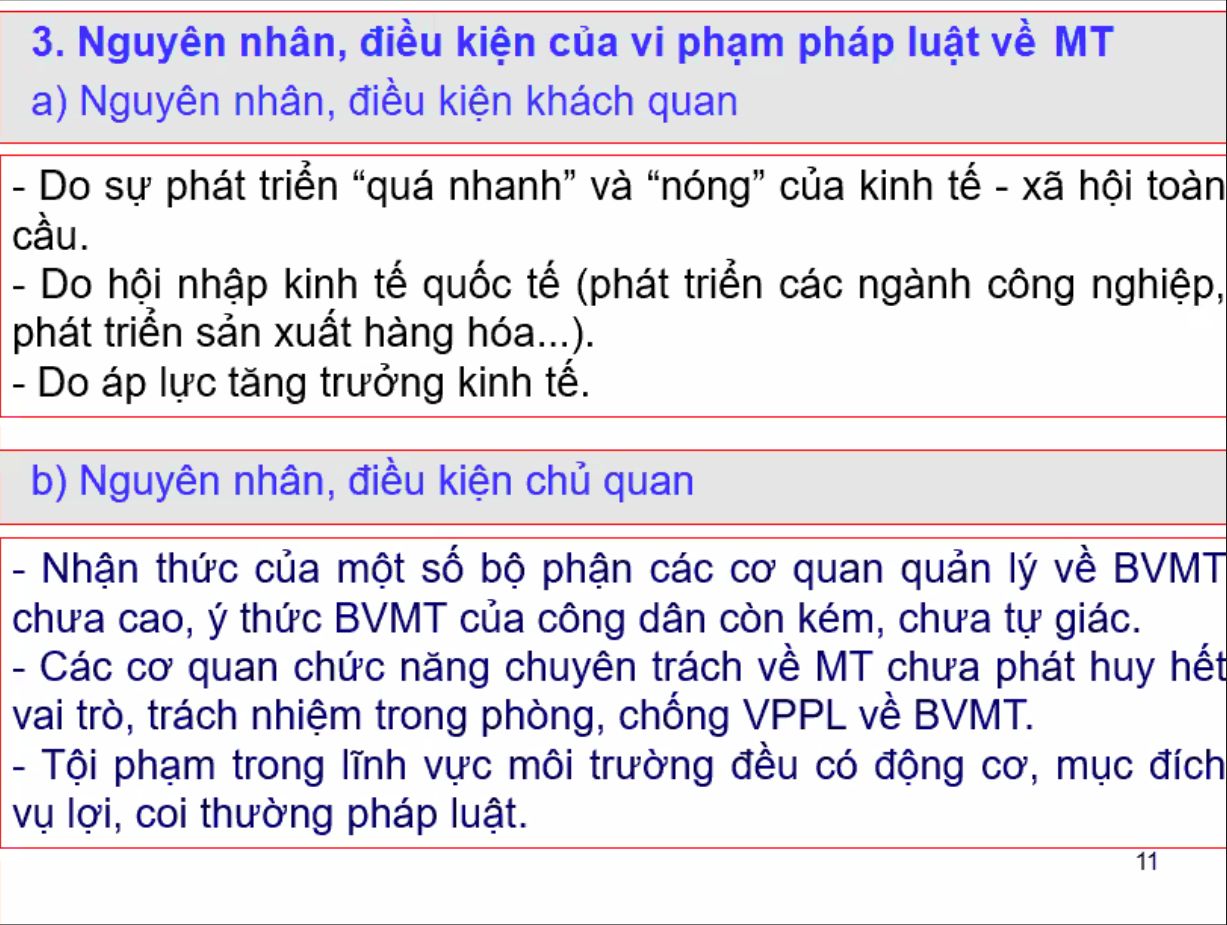 3. Nguyên nhân, điều kiện của vi phạm pháp luật về MT
a) Nguyên nhân, điều kiện khách quan
- Do sự phát triển “quá nhanh” và “nóng” của kinh tế - xã hội toàn
cầu.
- Do hội nhập kinh tế quốc tế (phát triển các ngành công nghiệp,
phát triển sản xuất hàng hóa...).
- Do áp lực tăng trưởng kinh tế.
b) Nguyên nhân, điều kiện chủ quan
- Nhận thức của một số bộ phận các cơ quan quản lý về BVMT
chưa cao, ý thức BVMT của công dân còn kém, chưa tự giác.
- Các cơ quan chức năng chuyên trách về MT chưa phát huy hết
vai trò, trách nhiệm trong phòng, chống VPPL về BVMT.
- Tội phạm trong lĩnh vực môi trường đều có động cơ, mục đích
vụ lợi, coi thường pháp luật.
11